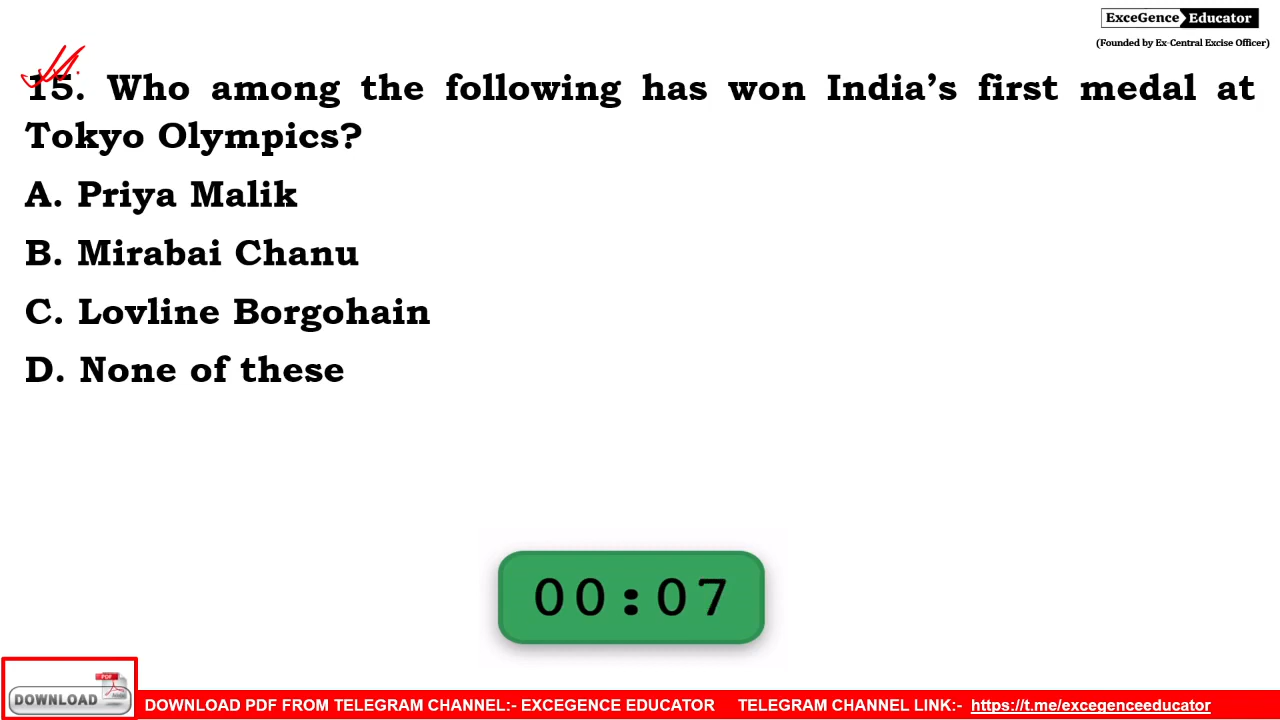 ExceGence Educator
(Founded by Ex-Central Excise Officer)
15. Who among the following has won India’s first medal at
Tokyo Olympics?
A. Priya Malik
B. Mirabai Chanu
C. Lovline Borgohain
D. None of these
00:07
PDF
DOWNLOAD
DOWNLOAD PDF FROM TELEGRAM CHANNEL:- EXCEGENCE EDUCATOR TELEGRAM CHANNEL LINK:- https://t.me/excegenceeducator